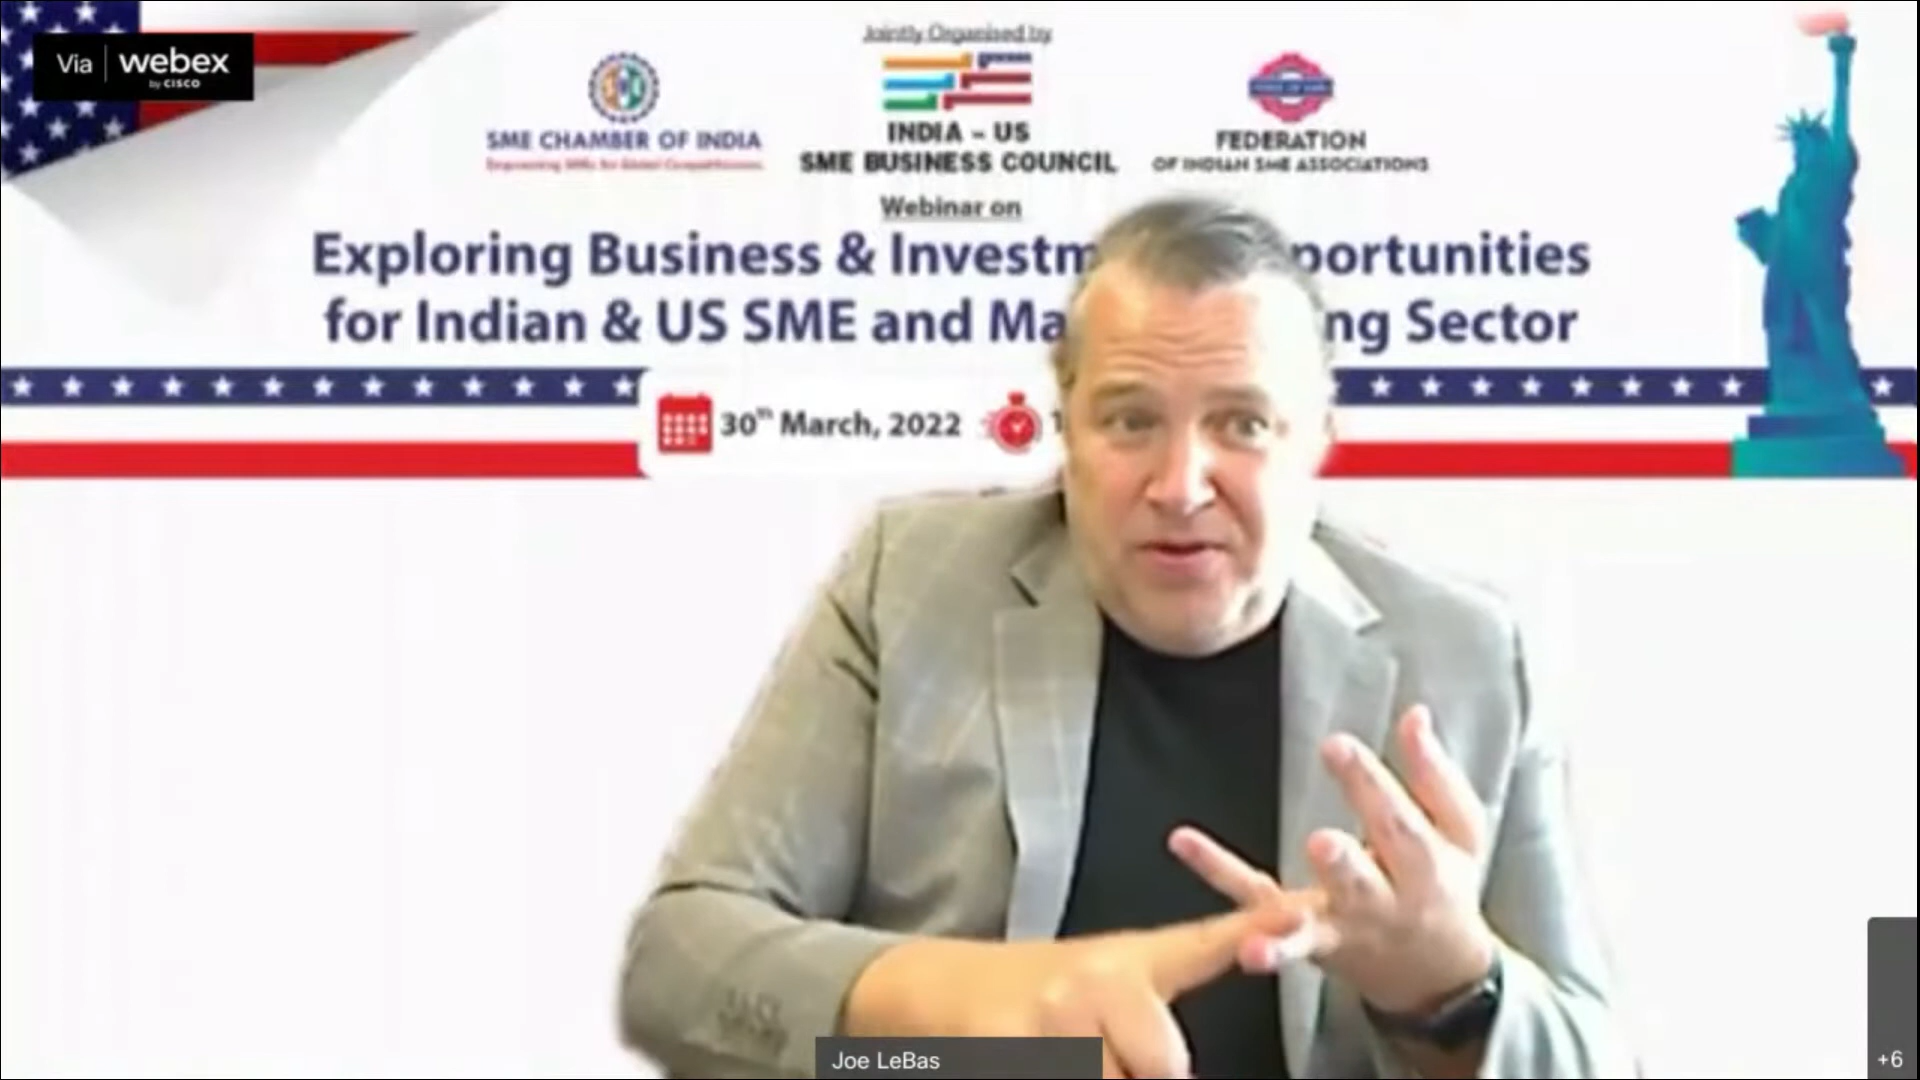 Via webex
by CISCO
Jointly Organised by
SME CHAMBER OF INDIA
INDIA - US
SME BUSINESS COUNCIL
FEDERATION
OF INDIAN SME ASSOCIATIONS
Webinar on
Exploring Business & Investm portunities
for Indian & US SME and Ma ng Sector
30th March, 2022
Joe LeBas
+6